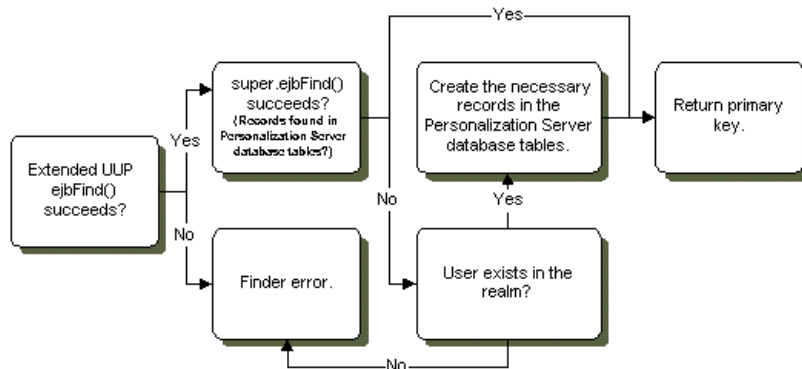 Extended UUP
ejbFind()
succeeds?
Yes
No
super.ejbFind()
succeeds?
(Records found in
Personalization Server
database tables?)
Finder error.
Yes
No
Create the necessary
records in the
Personalization Server
database tables.
Yes
User exists in the
realm?
No
Return primary
key.